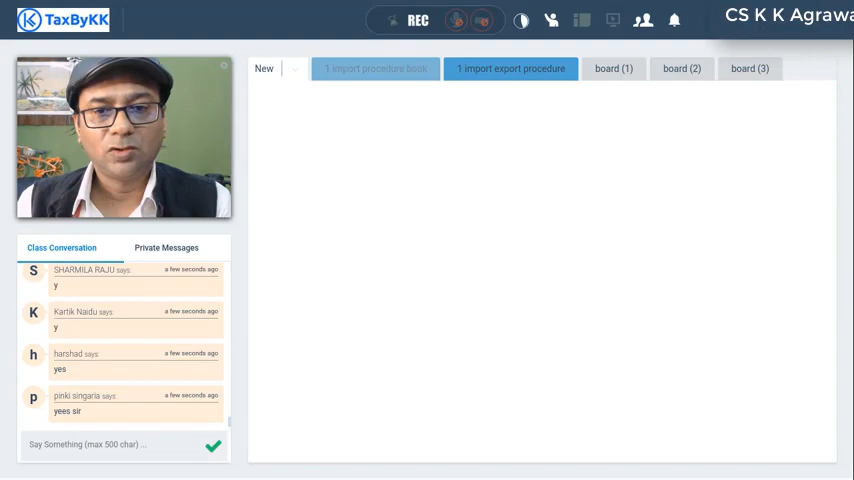 TaxByKK
REC
CS K K Agrawa
New
1 import procedure book
1 import export procedure
board (1)
board (2)
board (3)
Class Conversation
Private Messages
S
SHARMILA RAJU says:
a few seconds ago
y
K
Kartik Naidu says:
a few seconds ago
y
h
harshad says:
a few seconds ago
yes
p
pinki singaria says:
a few seconds ago
yees sir
Say Something (max 500 char) ...